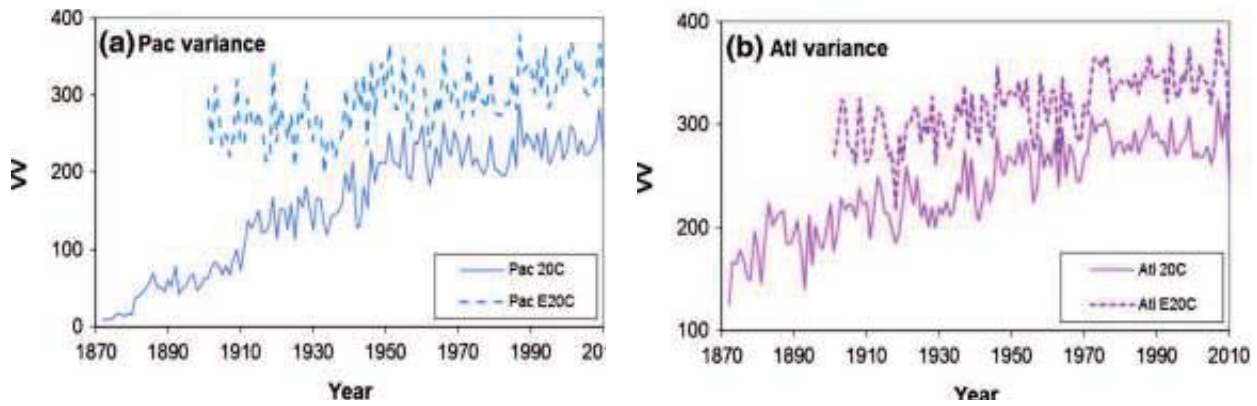 (a) Pac variance
400
300
200
100
0
VV
1870 1890 1910 1930 1950 1970 1990 201
Year
Pac 20C
Pac E20C
(b) Atl variance
400
300
200
100
VV
1870 1890 1910 1930 1950 1970 1990 2010
Year
Atl 20C
Atl E20C